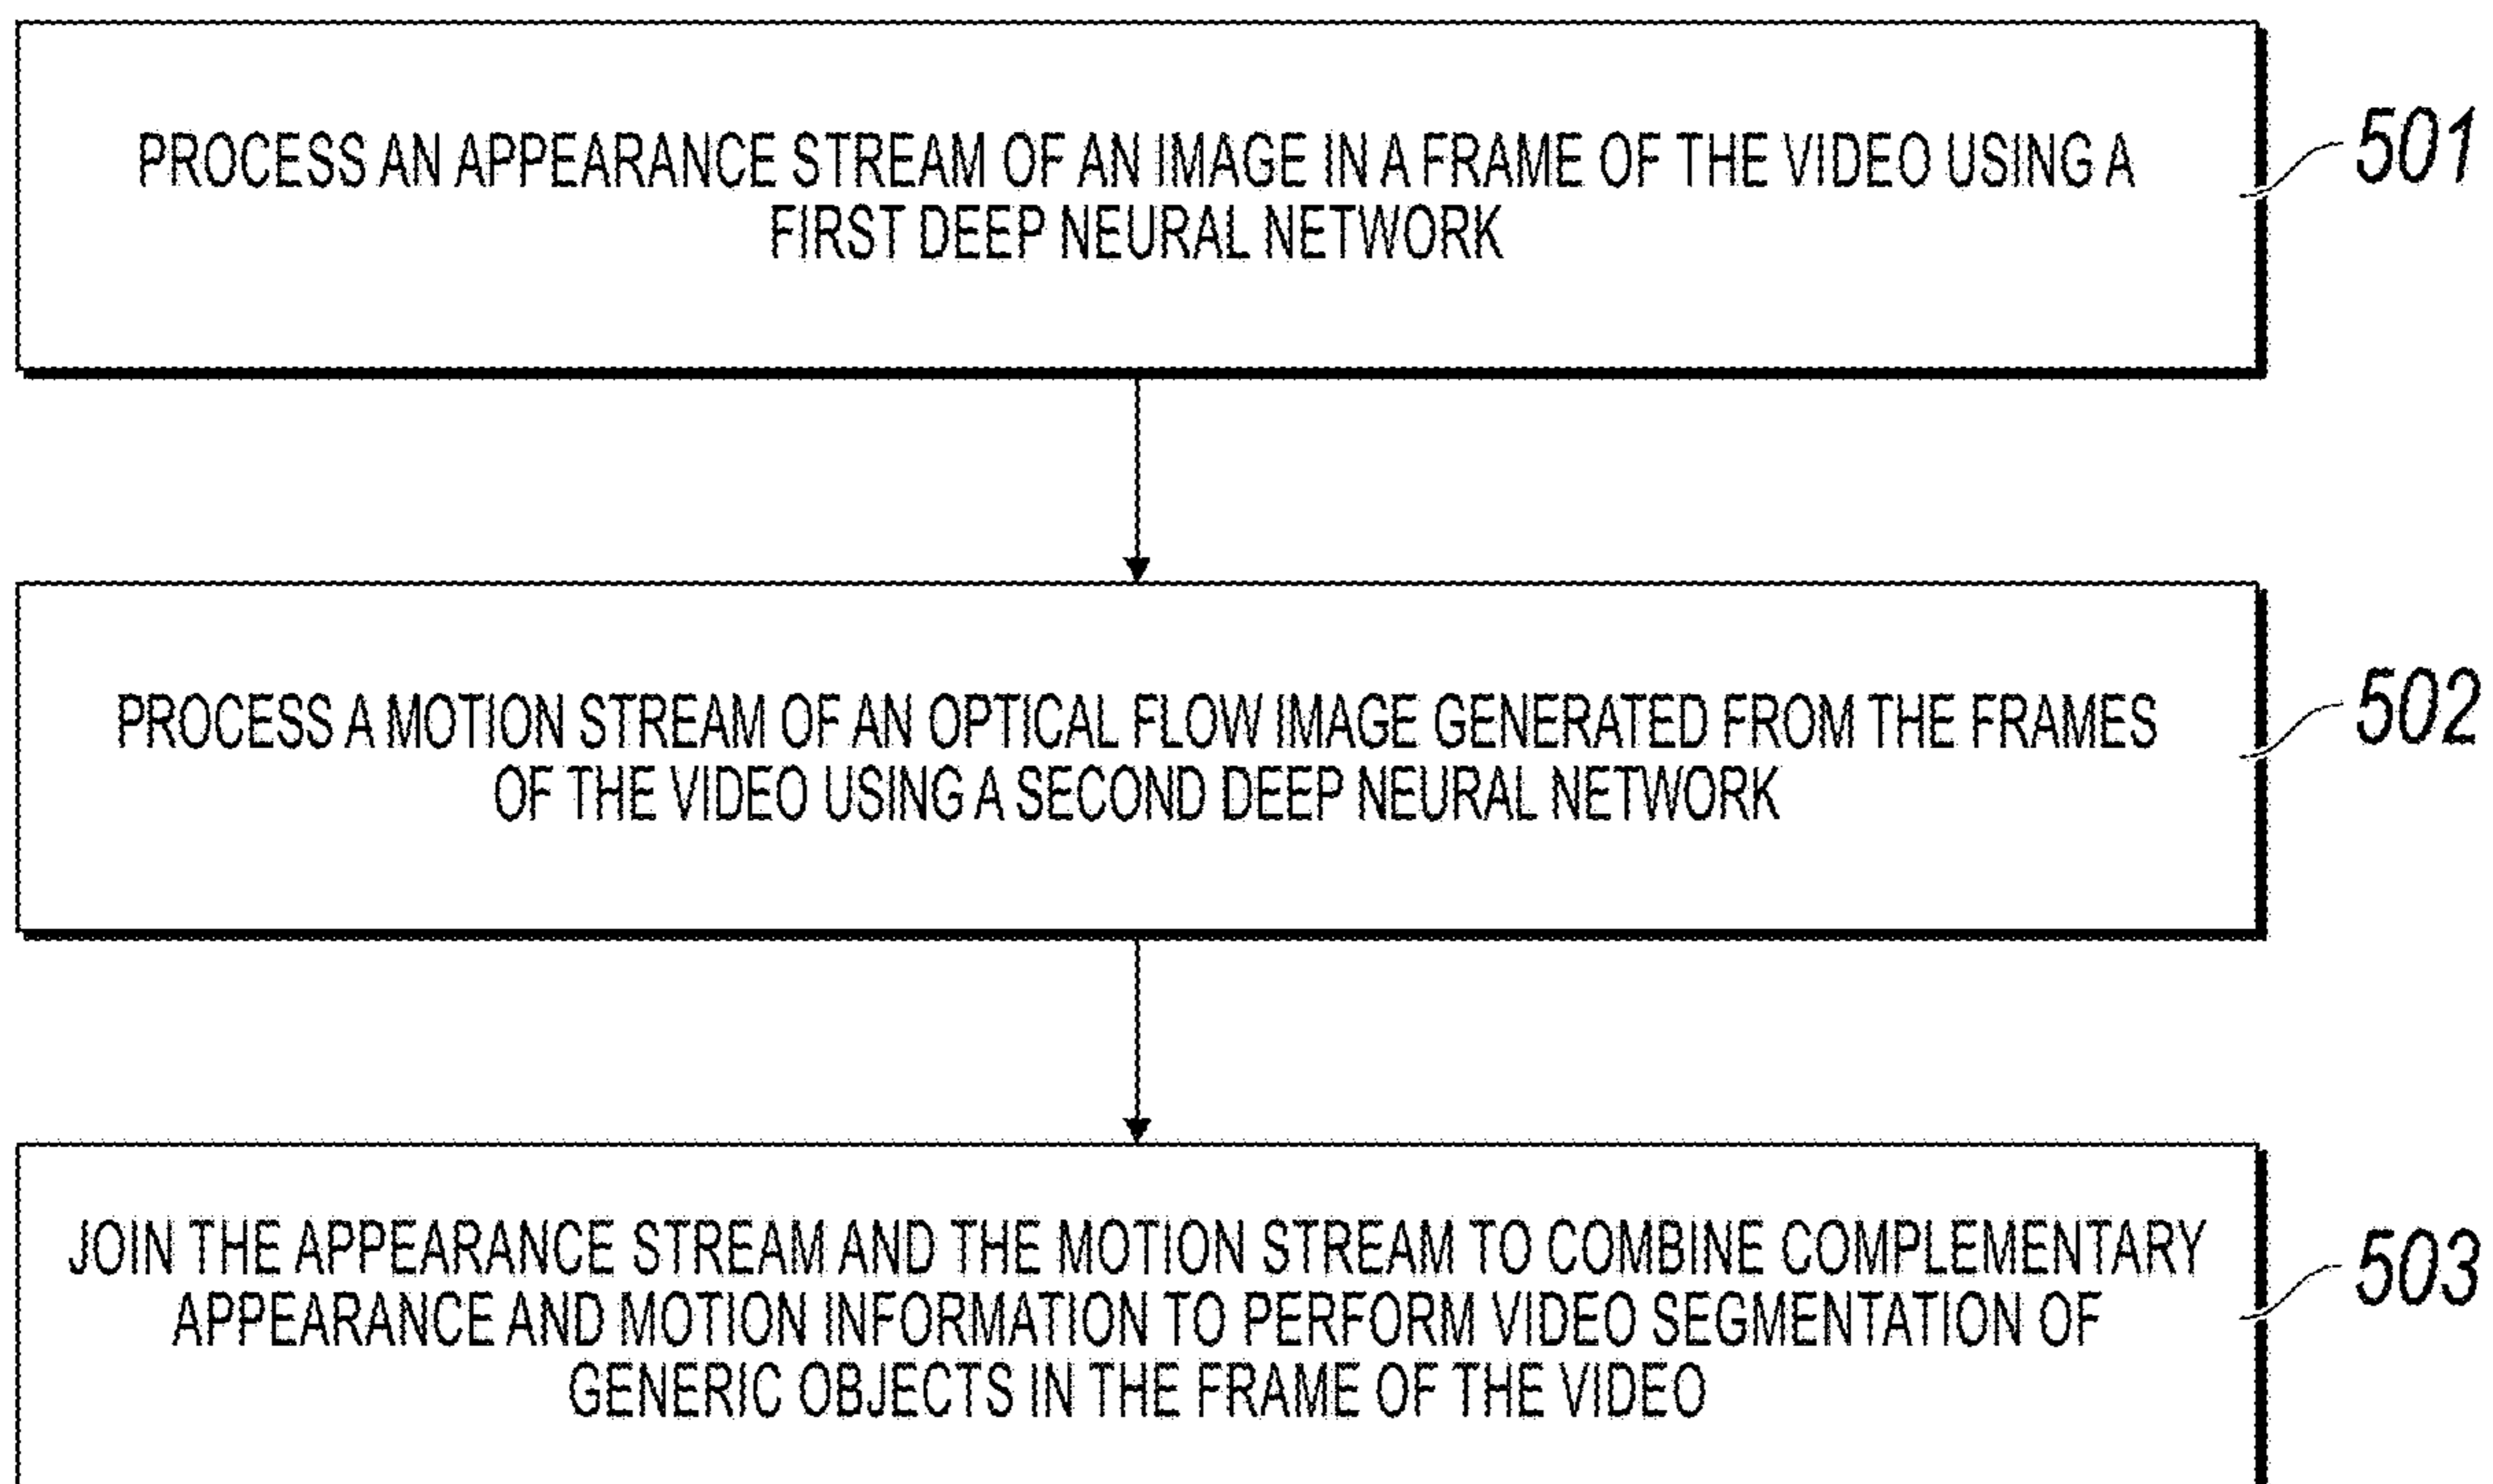 PROCESS AN APPEARANCE STREAM OF AN IMAGE IN A FRAME OF THE VIDEO USING A
FIRST DEEP NEURAL NETWORK
501
PROCESS A MOTION STREAM OF AN OPTICAL FLOW IMAGE GENERATED FROM THE FRAMES
OF THE VIDEO USING A SECOND DEEP NEURAL NETWORK
502
JOIN THE APPEARANCE STREAM AND THE MOTION STREAM TO COMBINE COMPLEMENTARY
APPEARANCE AND MOTION INFORMATION TO PERFORM VIDEO SEGMENTATION OF
GENERIC OBJECTS IN THE FRAME OF THE VIDEO
503